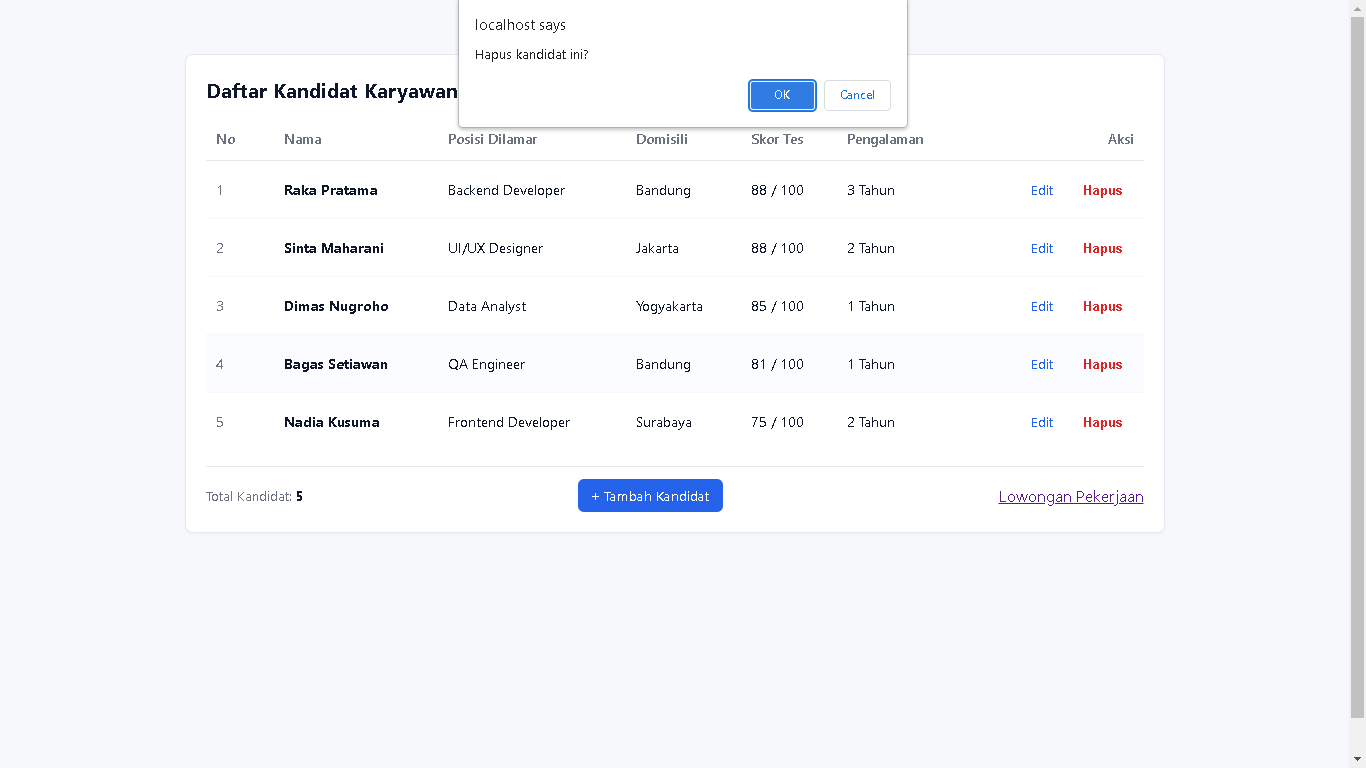 localhost says
Hapus kandidat ini?
OK Cancel
Daftar Kandidat Karyawan
No Nama Posisi Dilamar Domisili Skor Tes Pengalaman Aksi
1 Raka Pratama Backend Developer Bandung 88 / 100 3 Tahun Edit Hapus
2 Sinta Maharani UI/UX Designer Jakarta 88 / 100 2 Tahun Edit Hapus
3 Dimas Nugroho Data Analyst Yogyakarta 85 / 100 1 Tahun Edit Hapus
4 Bagas Setiawan QA Engineer Bandung 81 / 100 1 Tahun Edit Hapus
5 Nadia Kusuma Frontend Developer Surabaya 75 / 100 2 Tahun Edit Hapus
Total Kandidat: 5 + Tambah Kandidat Lowongan Pekerjaan